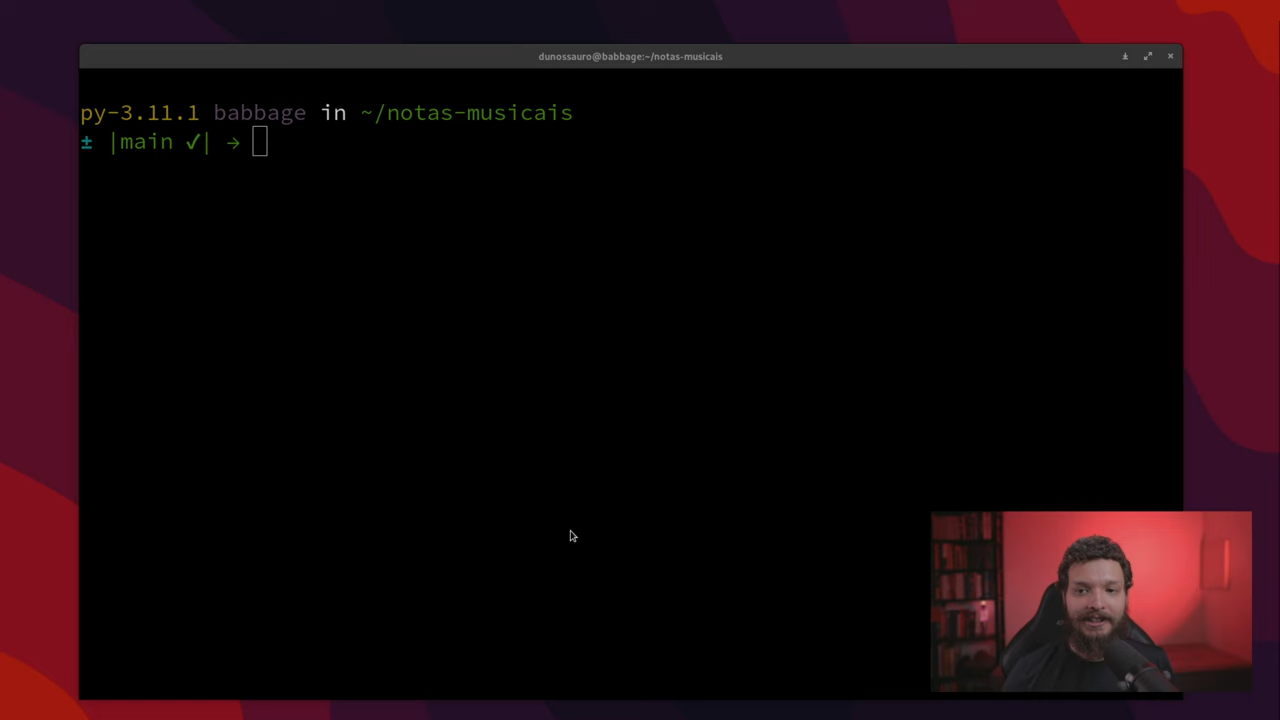 dunossauro@babbage:~/notas-musicais
py-3.11.1 babbage in ~/notas-musicais
± |main ✓| →